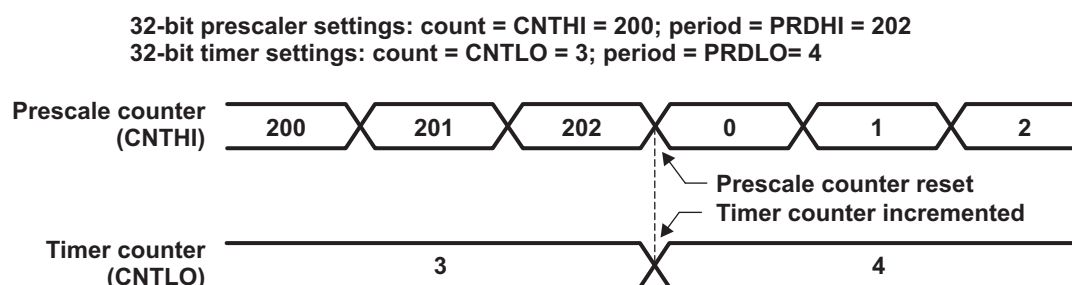 32-bit prescaler settings: count = CNTHI = 200; period = PRDHI = 202
32-bit timer settings: count = CNTLO = 3; period = PRDLO= 4
Prescale counter
(CNTHI)
200 201 202 0 1 2
Prescale counter reset
Timer counter incremented
Timer counter
(CNTLO)
3 4